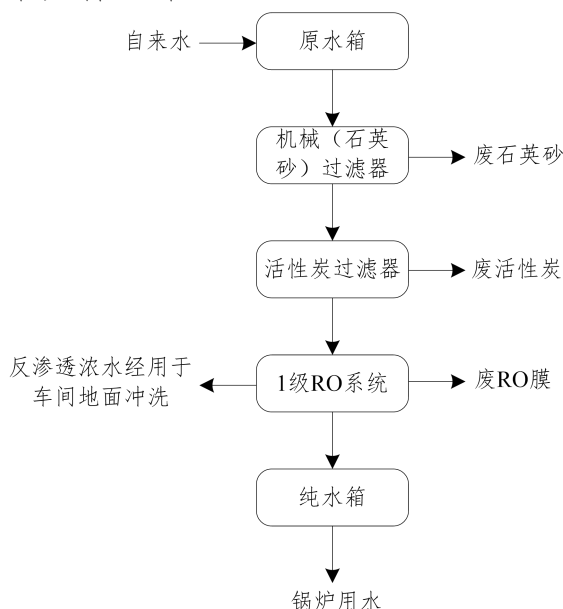 自来水
原水箱
机械（石英
砂）过滤器
废石英砂
活性炭过滤器
废活性炭
反渗透浓水经用于
车间地面冲洗
1级RO系统
废RO膜
纯水箱
锅炉用水